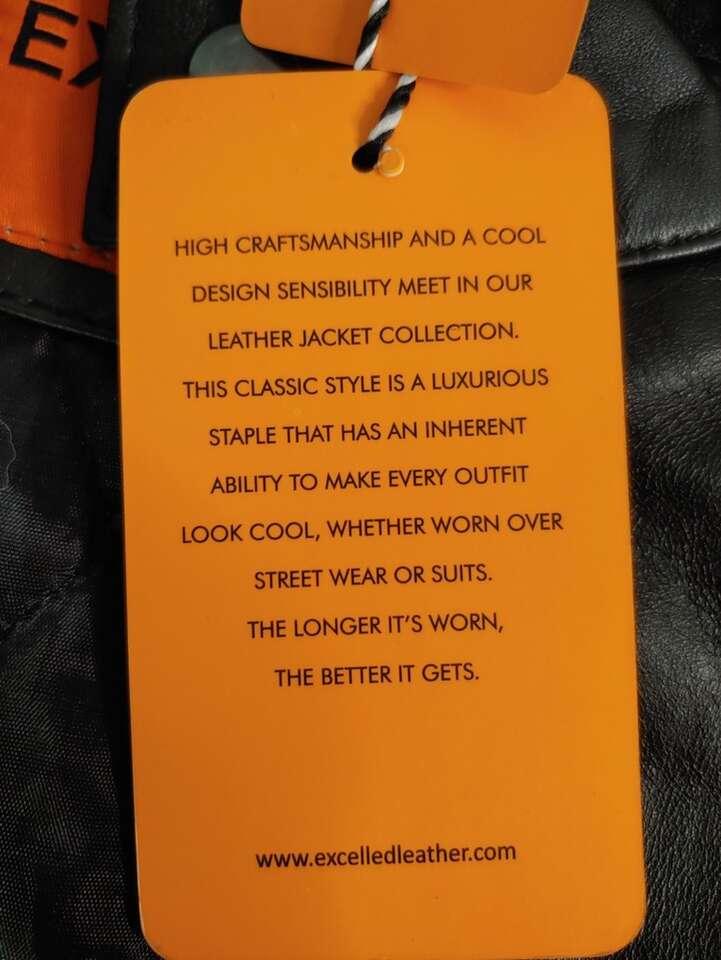 EX
HIGH CRAFTSMANSHIP AND A COOL
DESIGN SENSIBILITY MEET IN OUR
LEATHER JACKET COLLECTION.
THIS CLASSIC STYLE IS A LUXURIOUS
STAPLE THAT HAS AN INHERENT
ABILITY TO MAKE EVERY OUTFIT
LOOK COOL, WHETHER WORN OVER
STREET WEAR OR SUITS.
THE LONGER IT'S WORN,
THE BETTER IT GETS.
www.excelledleather.com